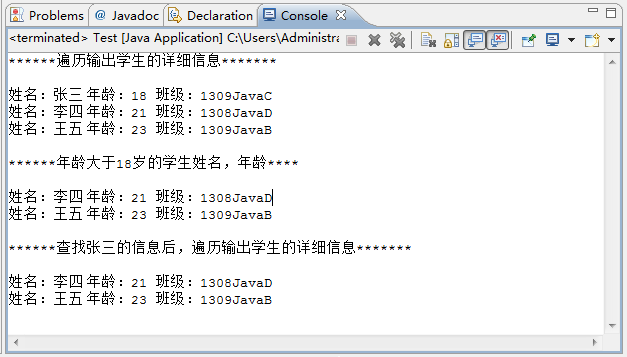 Problems @ Javadoc Declaration Console
<terminated> Test [Java Application] C:\Users\Administra
******遍历输出学生的详细信息*******
姓名：张三 年龄：18 班级：1309JavaC
姓名：李四 年龄：21 班级：1308JavaD
姓名：王五 年龄：23 班级：1309JavaB
******年龄大于18岁的学生姓名，年龄****
姓名：李四 年龄：21 班级：1308JavaD
姓名：王五 年龄：23 班级：1309JavaB
******查找张三的信息后，遍历输出学生的详细信息*******
姓名：李四 年龄：21 班级：1308JavaD
姓名：王五 年龄：23 班级：1309JavaB